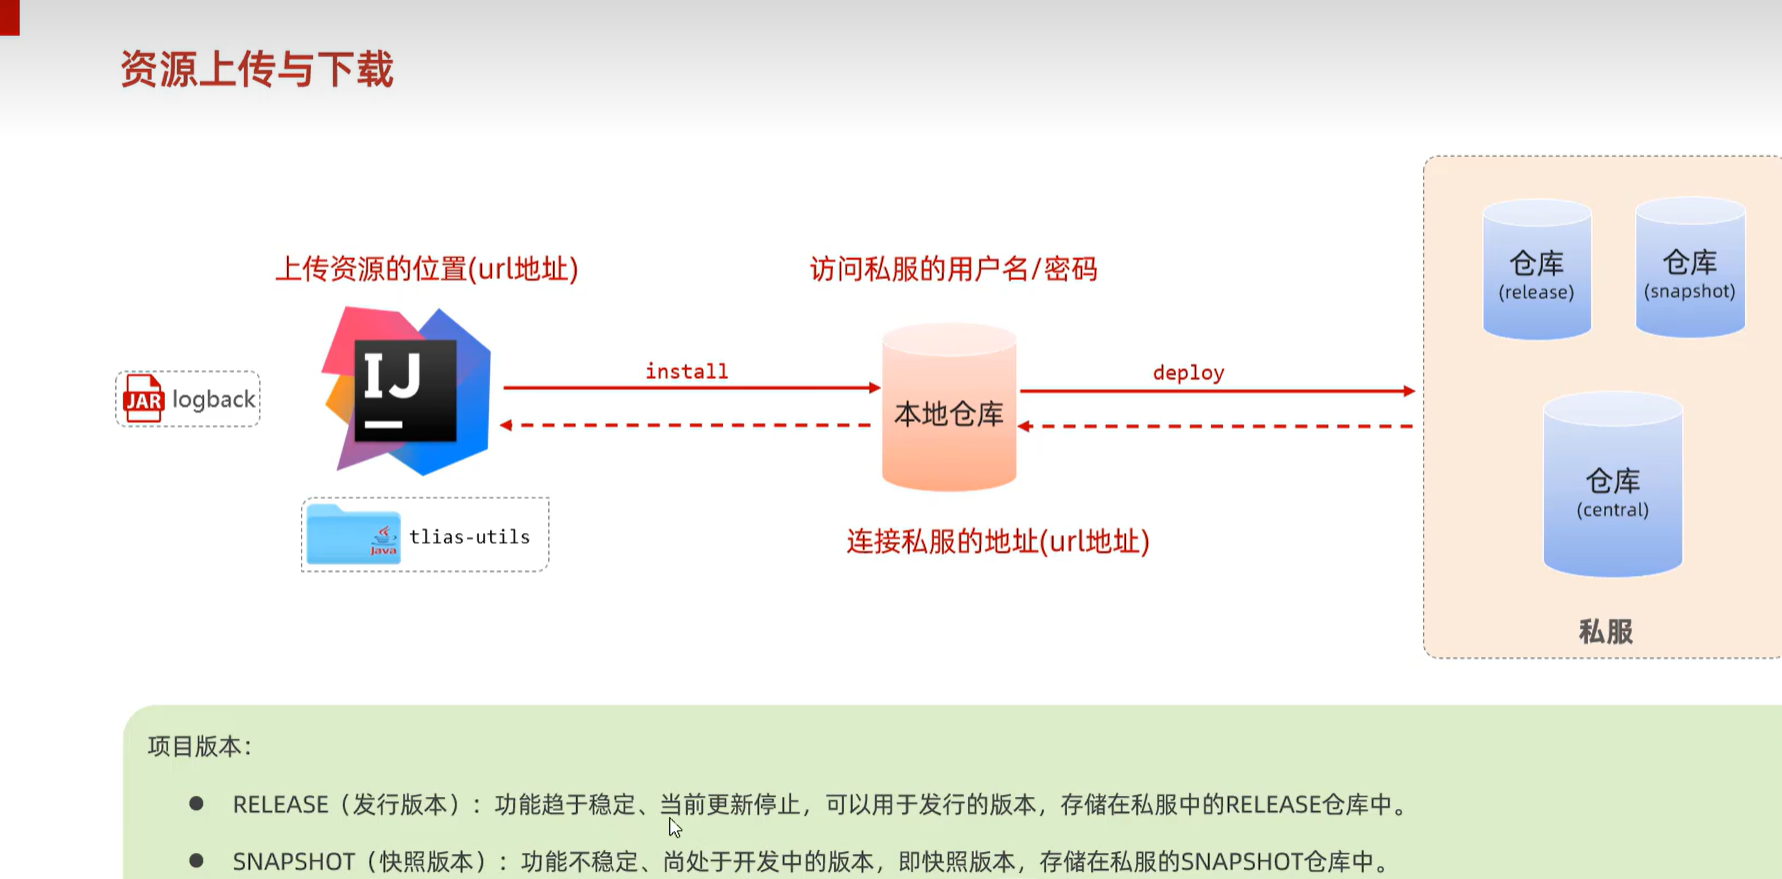 资源上传与下载
上传资源的位置(url地址)
访问私服的用户名/密码
仓库
(release)
仓库
(snapshot)
IJ
install
deploy
JAR logback
本地仓库
仓库
(central)
Java
tlias-utils
连接私服的地址(url地址)
私服
项目版本：
● RELEASE（发行版本）：功能趋于稳定、当前更新停止，可以用于发行的版本，存储在私服中的RELEASE仓库中。
● SNAPSHOT（快照版本）：功能不稳定、尚处于开发中的版本，即快照版本，存储在私服的SNAPSHOT仓库中。